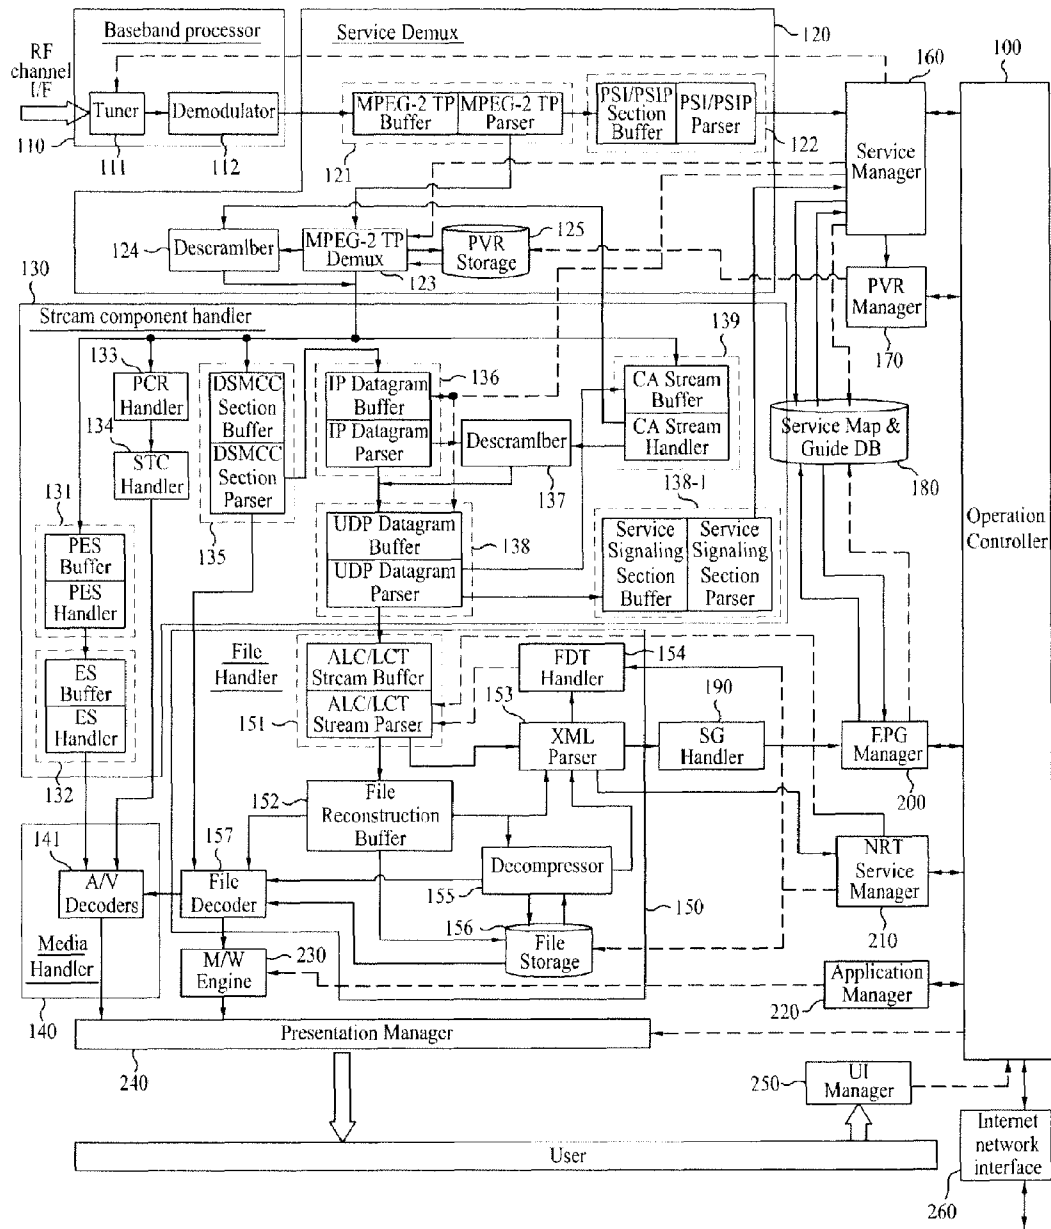 Baseband processor
Service Demux
120
160
100
RF
channel
I/F
Tuner
Demodulator
110
111
112
MPEG-2 TP
Buffer
MPEG-2 TP
Parser
121
PSI/PSIP
Section
Buffer
PSI/PSIP
Parser
122
Service
Manager
124
Descramlber
MPEG-2 TP
Demux
123
PVR
Storage
125
PVR
Manager
170
130
Stream component handler
133
PCR
Handler
134
STC
Handler
DSMCC
Section
Buffer
DSMCC
Section
Parser
135
IP Datagram
Buffer
IP Datagram
Parser
136
Descramlber
137
139
CA Stream
Buffer
CA Stream
Handler
Service Map &
Guide DB
180
138-1
131
PES Buffer
PES
Handler
UDP Datagram
Buffer
UDP Datagram
Parser
138
Service
Signaling
Section
Buffer
Service
Signaling
Section
Parser
Operation
Controller
ES
Buffer
ES
Handler
132
File
Handler
ALC/LCT
Stream Buffer
ALC/LCT
Stream Parser
151
FDT
Handler
154
153
XML
Parser
190
SG
Handler
EPG
Manager
200
152
File
Reconstruction
Buffer
Decompressor
155
NRT
Service
Manager
210
141
A/V
Decoders
157
File
Decoder
156
File
Storage
150
Media
Handler
140
M/W
Engine
230
Application
Manager
220
Presentation Manager
240
250
UI
Manager
User
Internet
network
interface
260